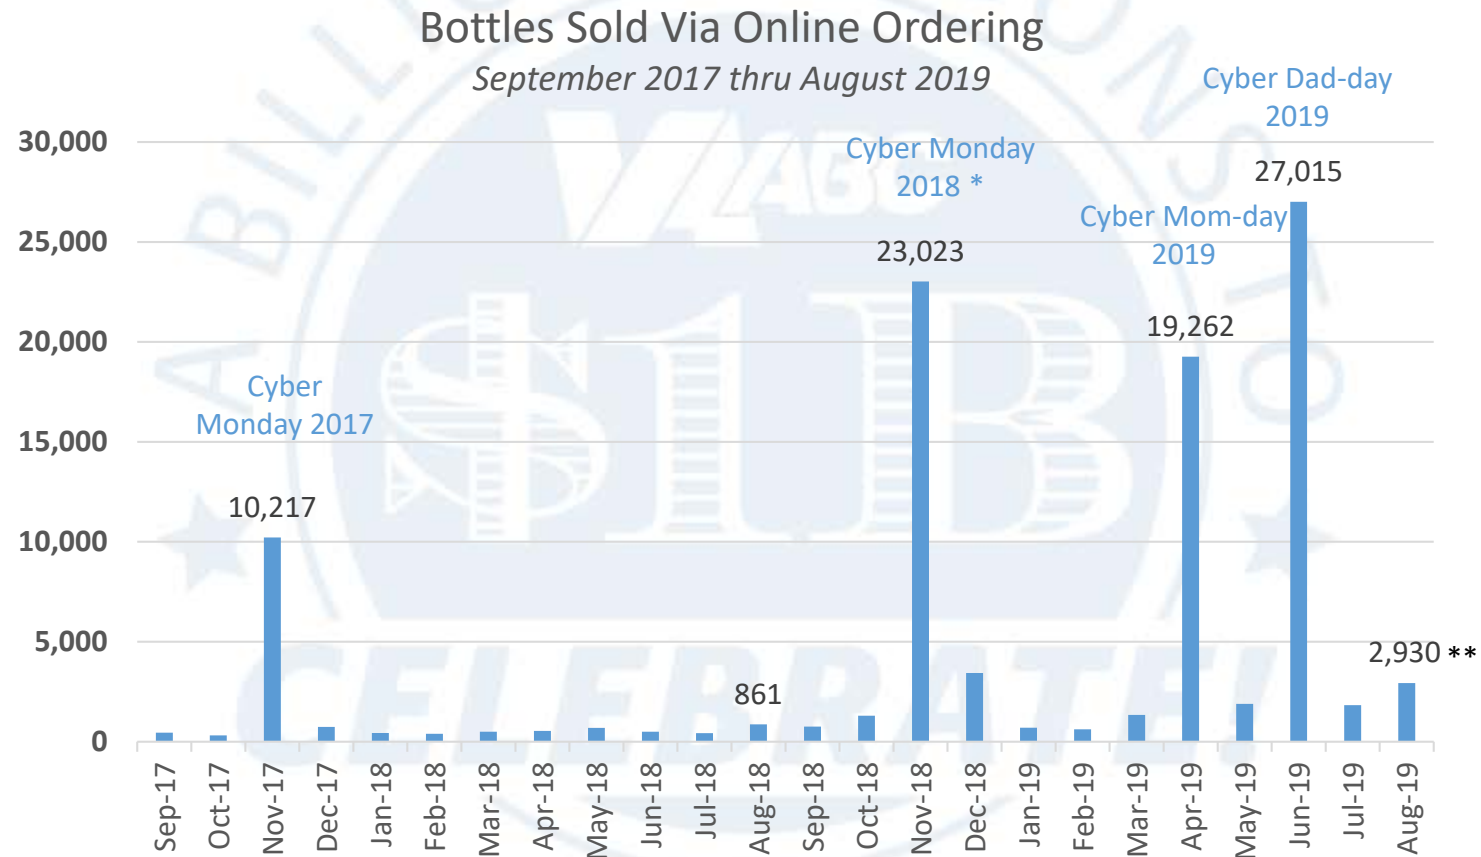 Bottles Sold Via Online Ordering
September 2017 thru August 2019
Cyber Dad-day
2019
30,000
Cyber Monday
2018 *
27,015
Cyber Mom-day
2019
25,000
23,023
20,000
19,262
Cyber
Monday 2017
15,000
10,217
10,000
5,000
2,930 **
861
0
Sep-17
Oct-17
Nov-17
Dec-17
Jan-18
Feb-18
Mar-18
Apr-18
May-18
Jun-18
Jul-18
Aug-18
Sep-18
Oct-18
Nov-18
Dec-18
Jan-19
Feb-19
Mar-19
Apr-19
May-19
Jun-19
Jul-19
Aug-19
VA ABC
$1B
CELEBRATE!